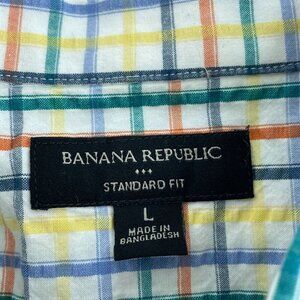 BANANA REPUBLIC
STANDARD FIT
L
MADE IN
BANGLADESH